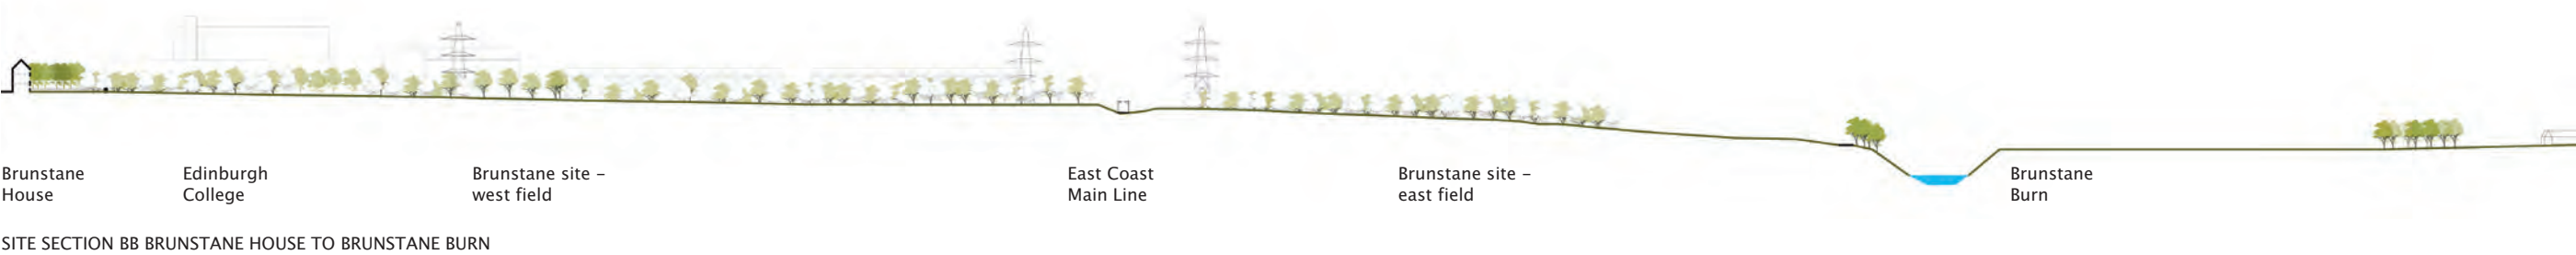 Brunstane
House
Edinburgh
College
Brunstane site –
west field
East Coast
Main Line
Brunstane site –
east field
Brunstane
Burn
SITE SECTION BB BRUNSTANE HOUSE TO BRUNSTANE BURN